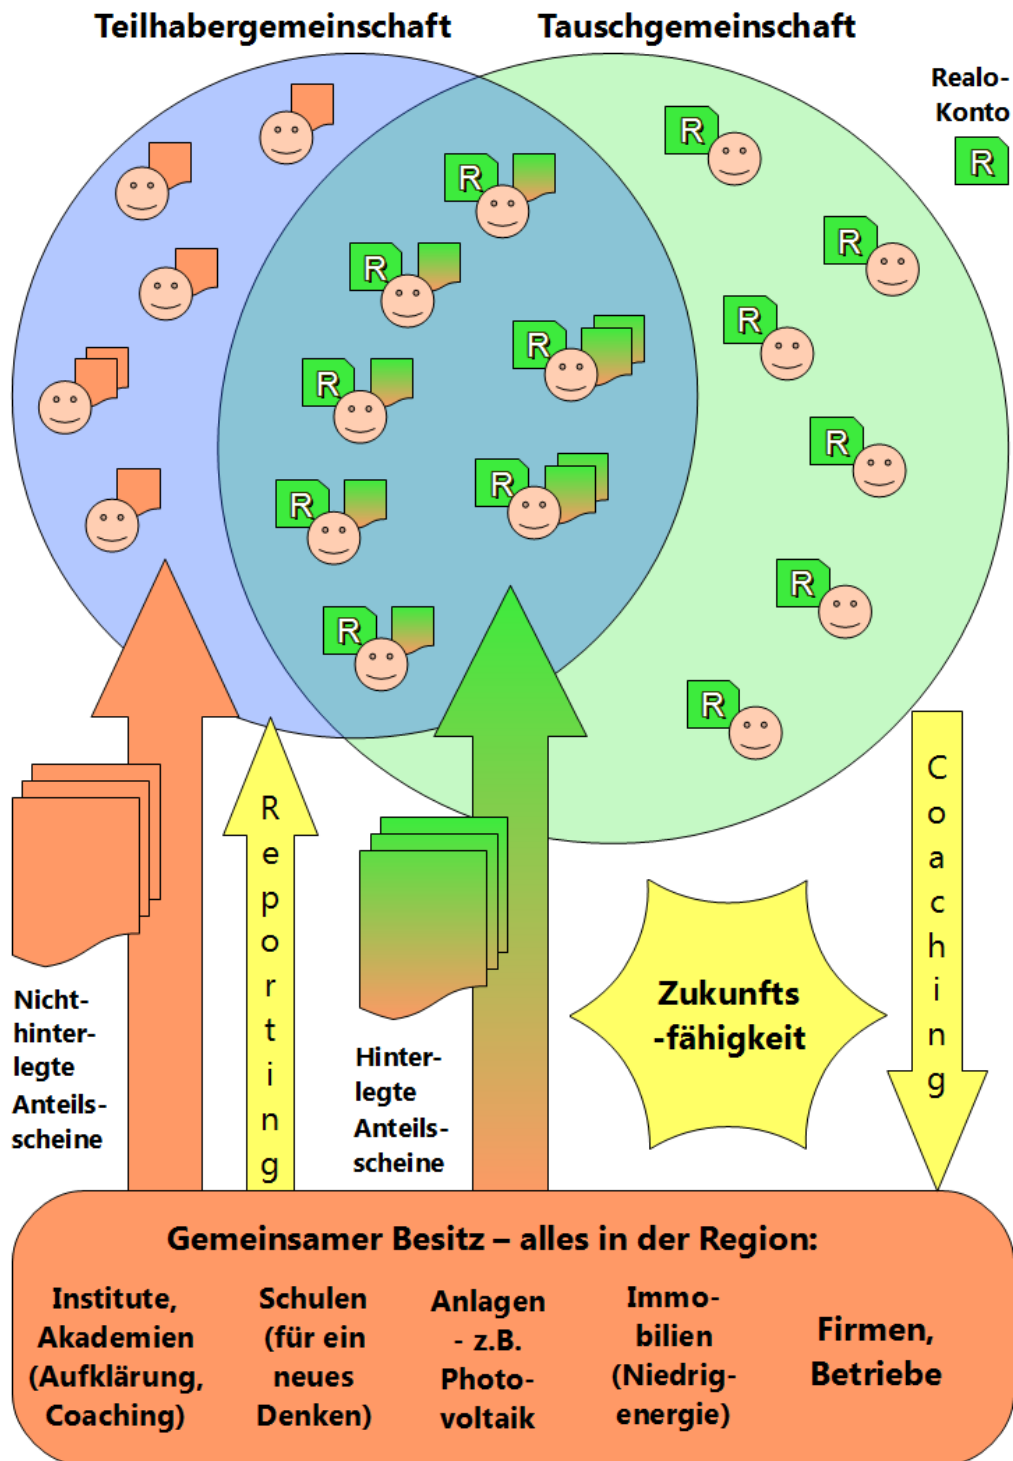 Teilhabergemeinschaft
Tauschgemeinschaft
Realo-
Konto
R
R
R
R
R
R
R
R
R
R
R
R
R
R
Reporting
Coaching
Nicht-
hinter-
legte
Anteils-
scheine
Hinter-
legte
Anteils-
scheine
Zukunfts
-fähigkeit
Gemeinsamer Besitz – alles in der Region:
Institute,
Akademien
(Aufklärung,
Coaching)
Schulen
(für ein
neues
Denken)
Anlagen
- z.B.
Photo-
voltaik
Immo-
bilien
(Niedrig-
energie)
Firmen,
Betriebe